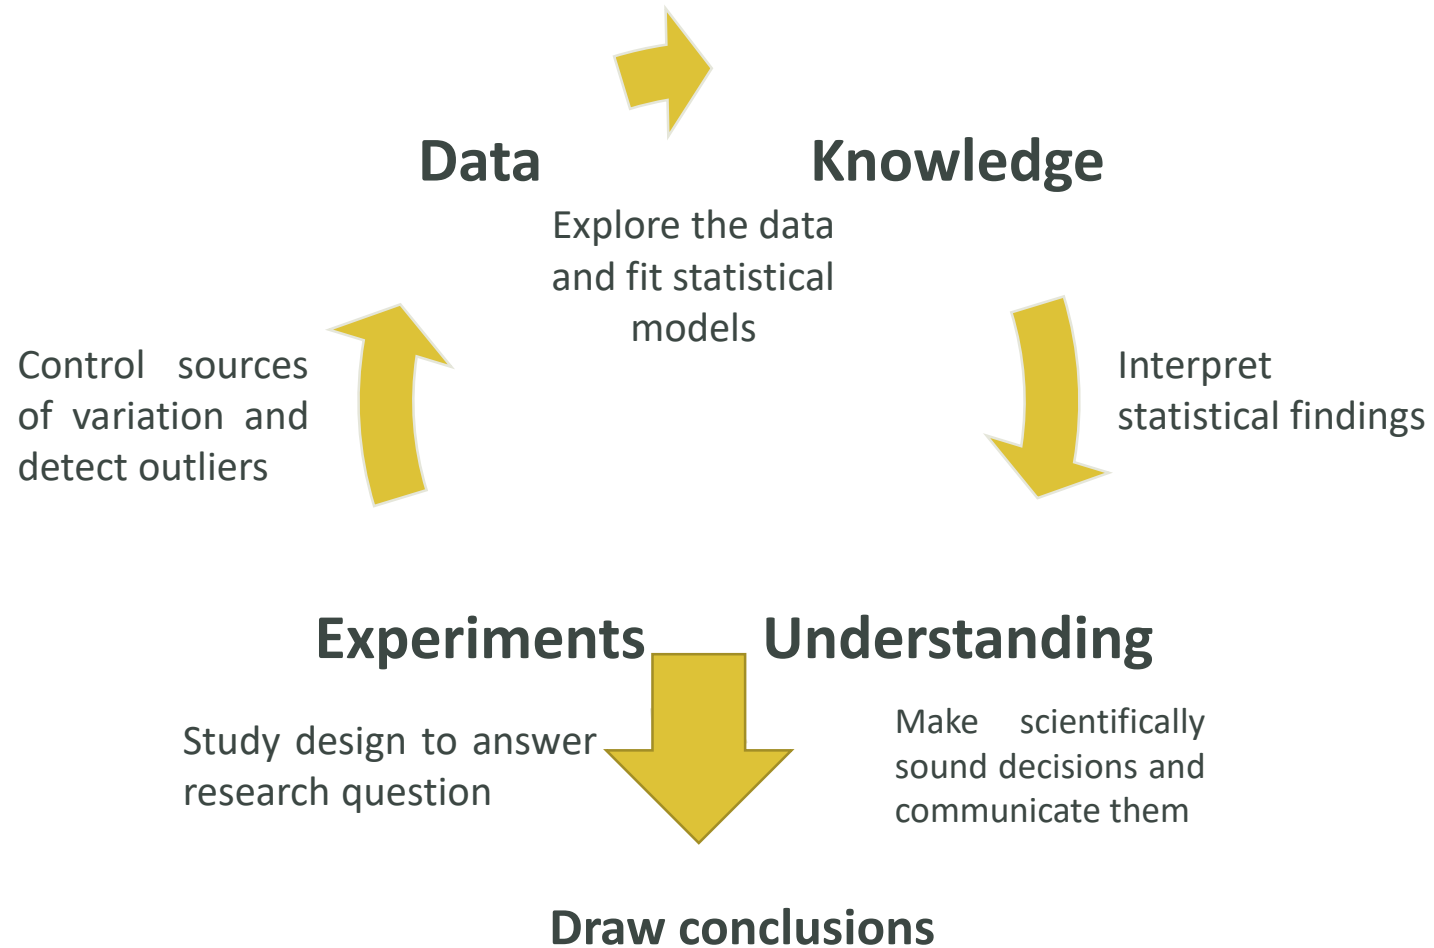 Data
Knowledge
Explore the data
and fit statistical
models
Control sources
of variation and
detect outliers
Interpret
statistical findings
Experiments
Understanding
Study design to answer
research question
Make scientifically
sound decisions and
communicate them
Draw conclusions